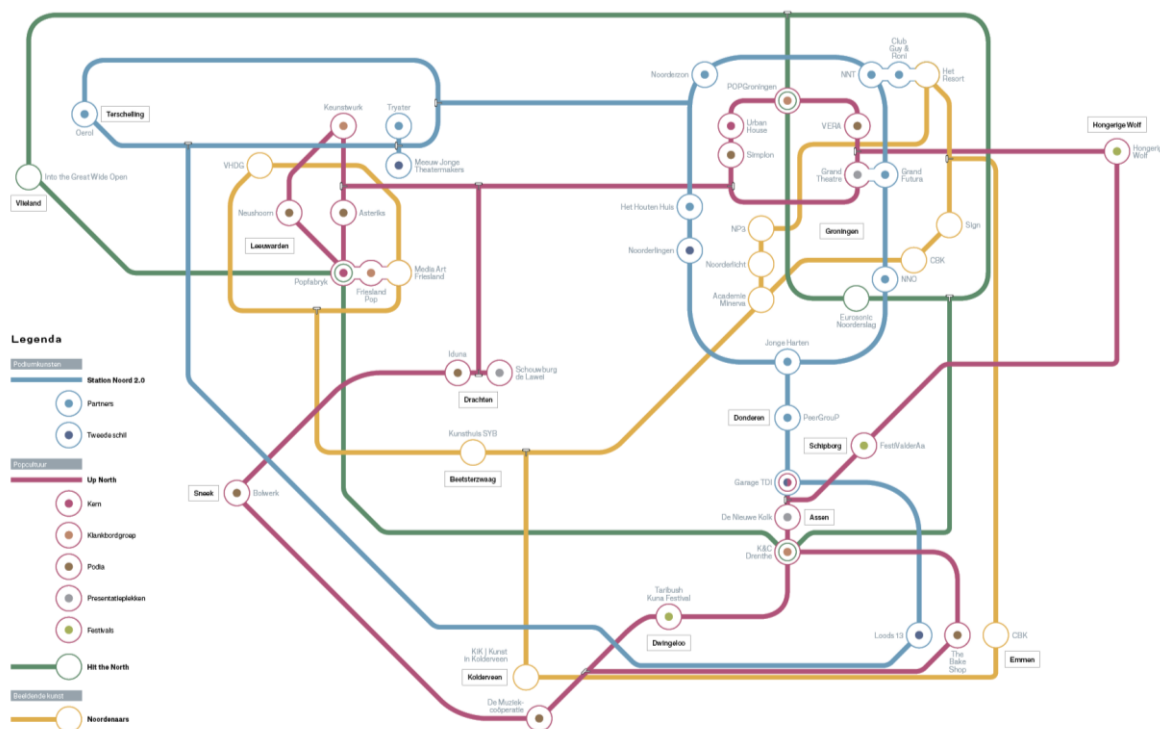 Club
Guy &
Roni
Noorderzon
NNT
Het
Resort
POPGroningen
Terschelling
Oerol
Keunstwurk
Tryater
Urban
House
VERA
Hongerige Wolf
Hongerige
Wolf
Simplon
VHDG
Meeuw Jonge
Theatermakers
Into the Great Wide Open
Grand
Theatre
Grand
Futura
Vlieland
Neushoorn
Asteriks
Het Houten Huis
Leeuwarden
NP3
Groningen
Sign
Noorderlingen
Noorderlicht
CBK
Popfabryk
Friesland
Pop
Media Art
Friesland
NNO
Academie
Minerva
Eurosonic
Noorderslag
Legenda
Podiumkunsten
Station Noord 2.0
Partners
Tweede schil
Popcultuur
Up North
Kern
Klankbordgroep
Podia
Presentatieplekken
Festivals
Hit the North
Beeldende kunst
Noordenaars
Jonge Harten
Iduna
Schouwburg
de Lawei
Drachten
Donderen
PeerGrouP
Kunsthuis SYB
Schipborg
FestiValderAa
Beetsterzwaag
Garage TDI
Sneek
Bolwerk
De Nieuwe Kolk
Assen
K&C
Drenthe
Taribush
Kuna Festival
Dwingeloo
Loods 13
The
Bake
Shop
CBK
Emmen
KiK | Kunst
in Kolderveen
Kolderveen
De Muziek-
coöperatie